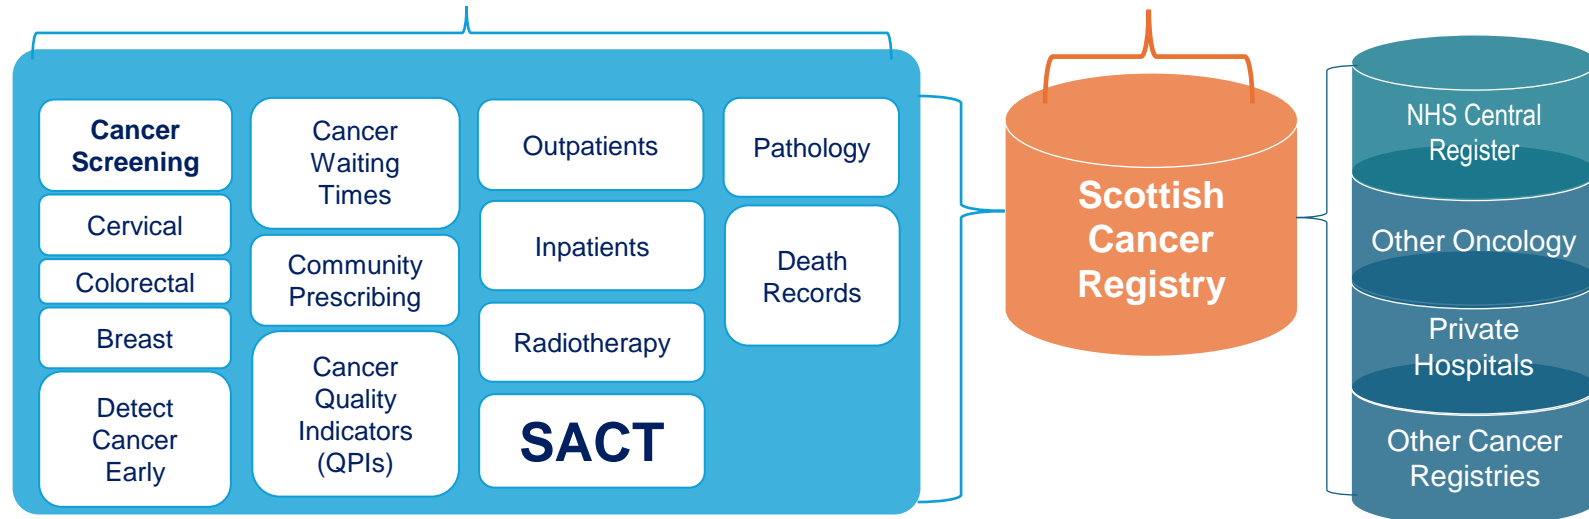 Cancer
Screening
Cervical
Colorectal
Breast
Detect
Cancer
Early
Cancer
Waiting
Times
Community
Prescribing
Cancer
Quality
Indicators
(QPIs)
Outpatients
Inpatients
Radiotherapy
SACT
Pathology
Death
Records
Scottish
Cancer
Registry
NHS Central
Register
Other Oncology
Private
Hospitals
Other Cancer
Registries